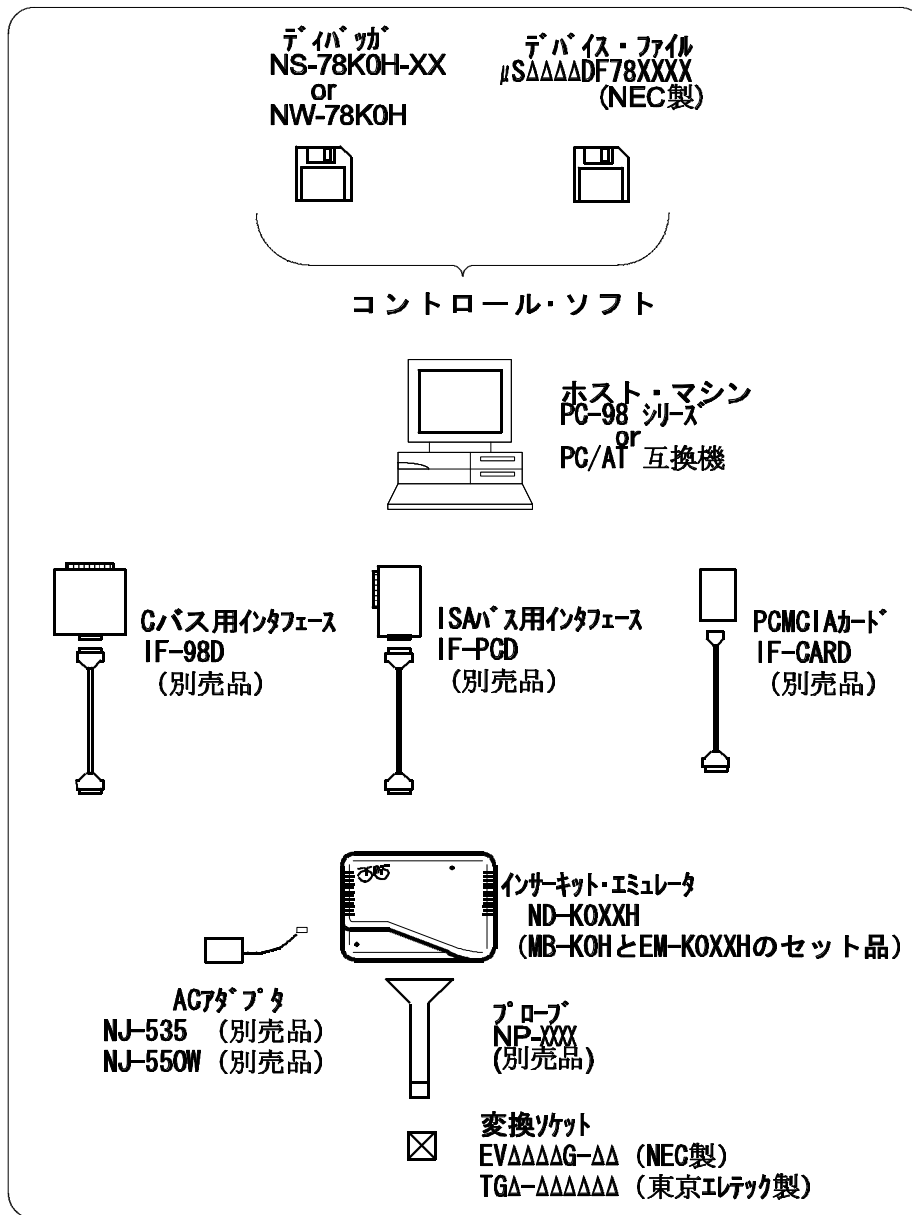 ディバッガ
NS-78K0H-XX
or
NW-78K0H
デバイス・ファイル
μSΔΔΔΔDF78XXXX
(NEC製)
コントロール・ソフト
ホスト・マシン
PC-98 シリーズ
or
PC/AT 互換機
Cバス用インタフェース
IF-98D
(別売品)
ISAバス用インタフェース
IF-PCD
(別売品)
PCMCIAカード
IF-CARD
(別売品)
インサーキット・エミュレータ
ND-K0XXH
(MB-K0HとEM-K0XXHのセット品)
ACアダプタ
NJ-535 (別売品)
NJ-550W (別売品)
プローブ
NP-XXXX
(別売品)
変換ソケット
EVΔΔΔΔG-ΔΔ (NEC製)
TGΔ-ΔΔΔΔΔΔ (東京エレテック製)